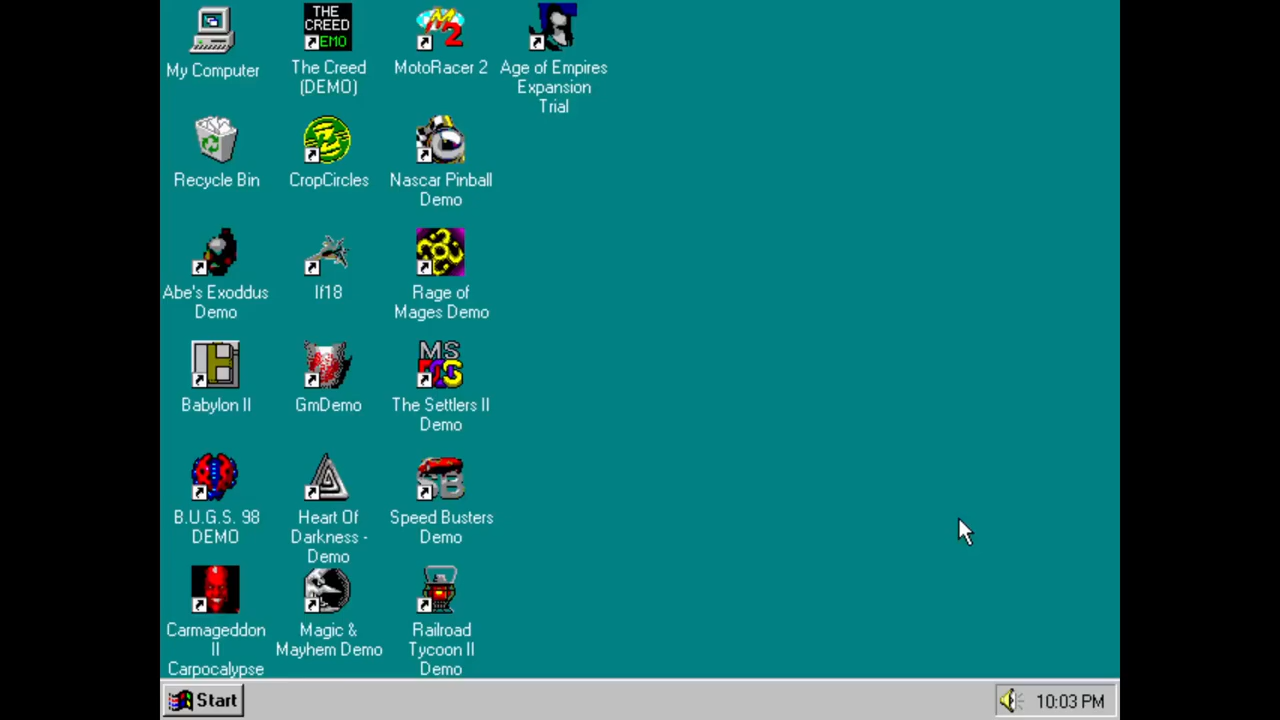 My Computer
THE
CREED
DEMO
The Creed
(DEMO)
M2
MotoRacer 2
Age of Empires
Expansion
Trial
Recycle Bin
CropCircles
Nascar Pinball
Demo
Abe's Exoddus
Demo
If18
Rage of
Mages Demo
Babylon II
GmDemo
MS
DOS
The Settlers II
Demo
B.U.G.S. 98
DEMO
Heart Of
Darkness -
Demo
SB
Speed Busters
Demo
Carmageddon
II
Carpocalypse
Magic &
Mayhem Demo
Railroad
Tycoon II
Demo
Start
10:03 PM